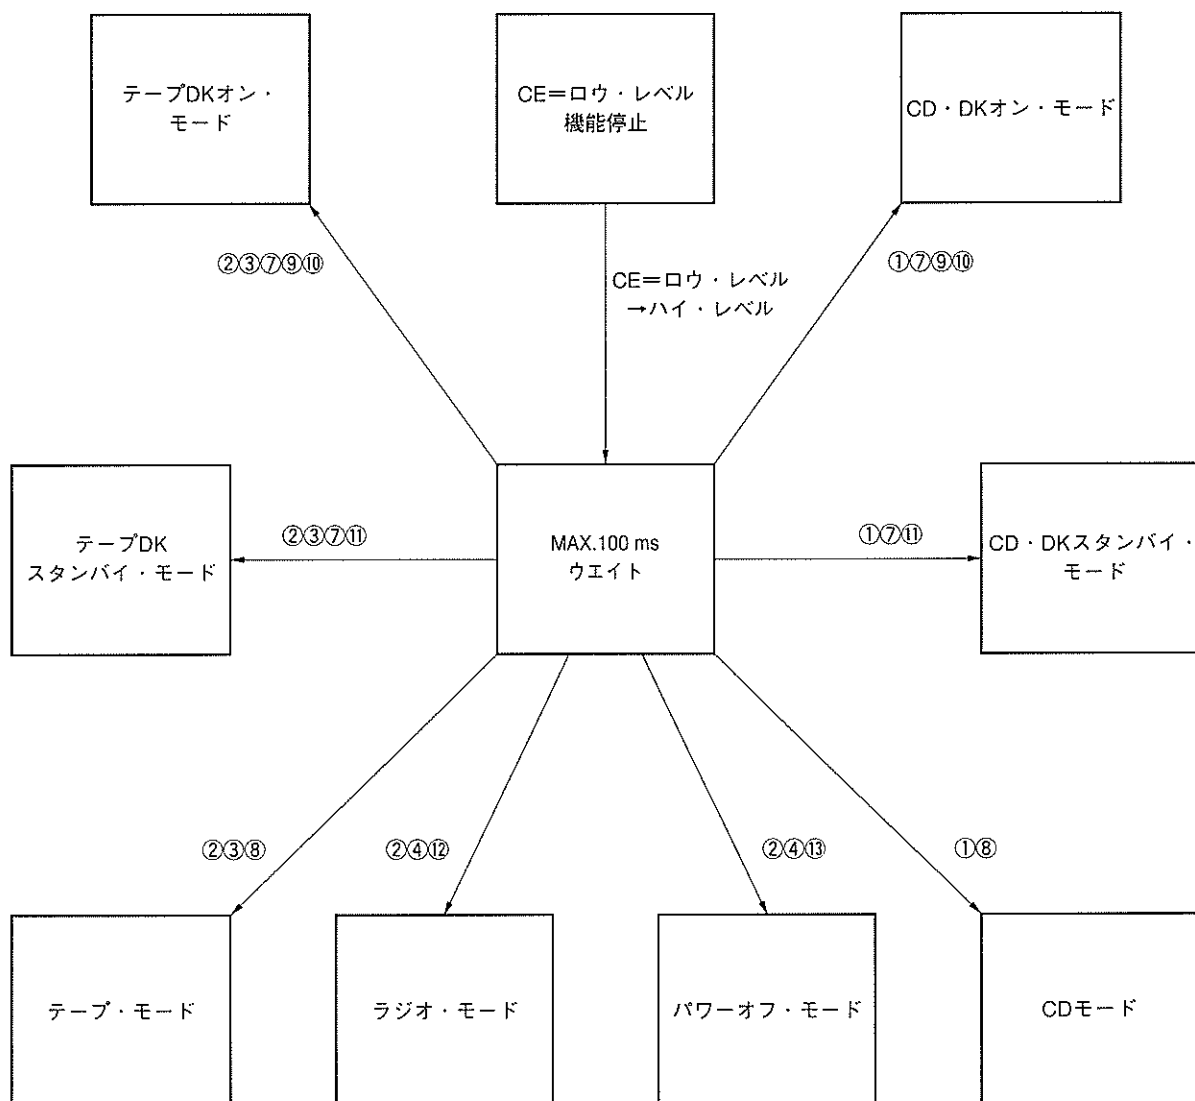 テープDKオン・
モード
CE＝ロウ・レベル
機能停止
CD・DKオン・モード
②③⑦⑨⑩
CE＝ロウ・レベル
→ハイ・レベル
①⑦⑨⑩
テープDK
スタンバイ・モード
②③⑦⑪
MAX.100 ms
ウエイト
①⑦⑪
CD・DKスタンバイ・
モード
②③⑧
②④⑫
②④⑬
①⑧
テープ・モード
ラジオ・モード
パワーオフ・モード
CDモード